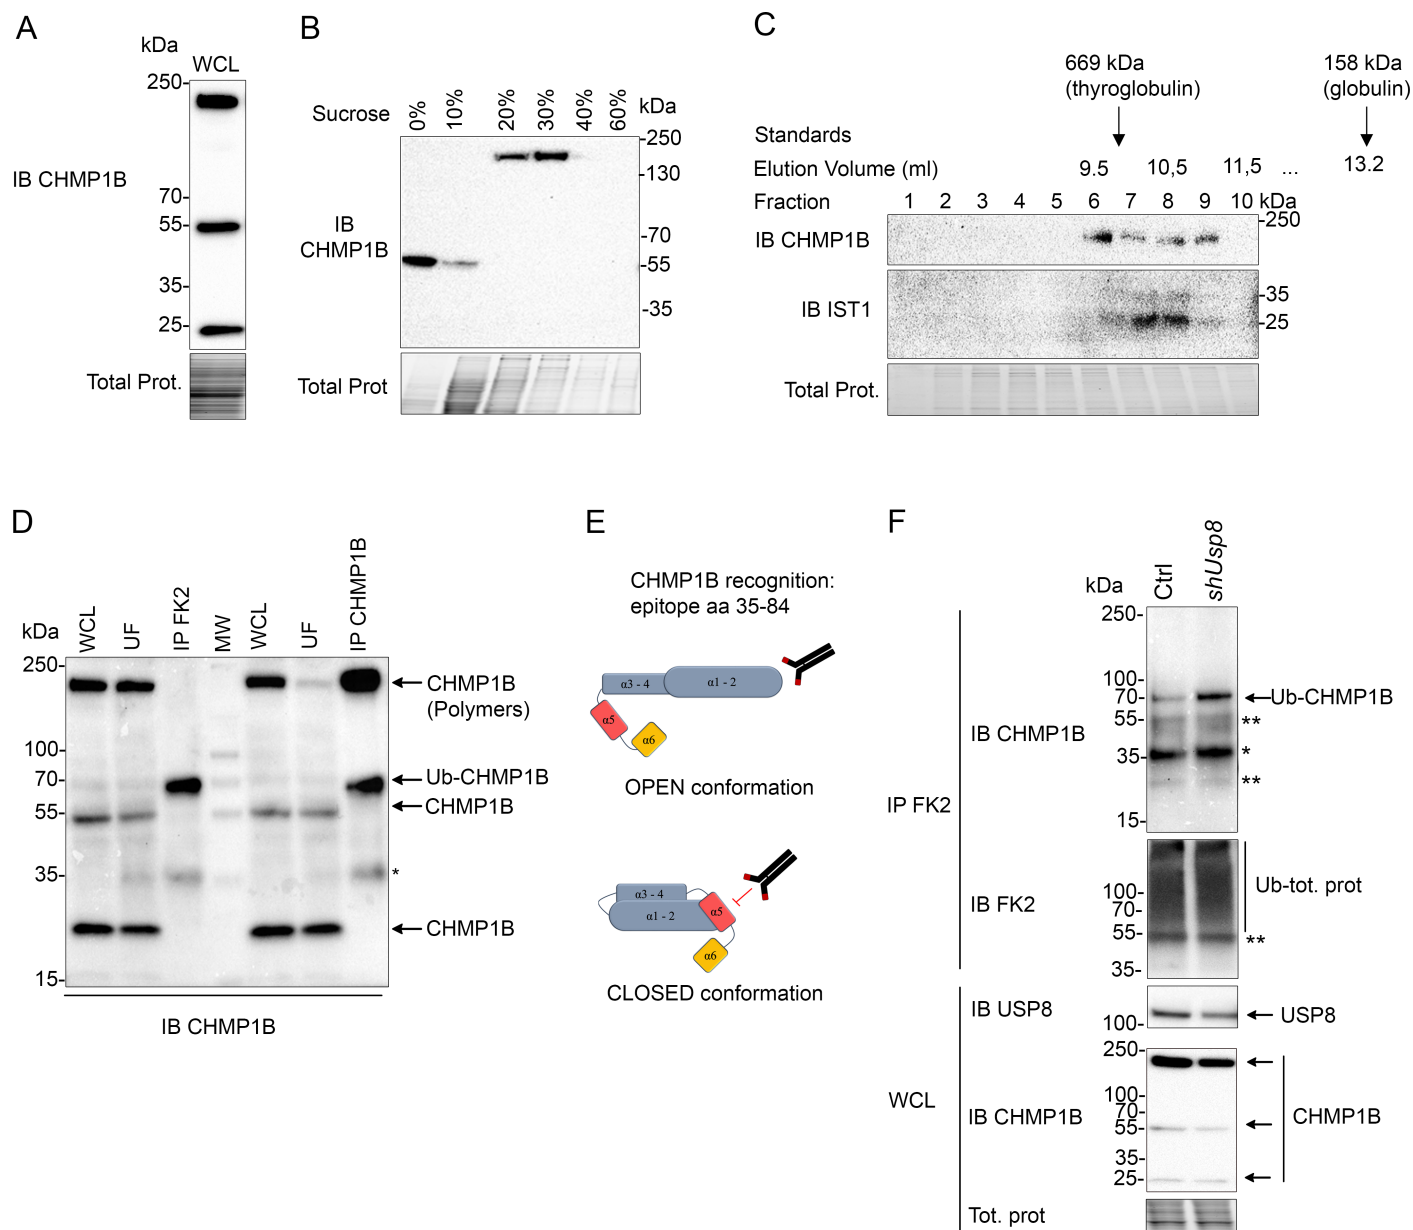 A
kDa
WCL
250-
IB CHMP1B
70-
55-
35-
25-
Total Prot.
B
Sucrose
0%
10%
20%
30%
40%
60%
kDa
-250
-130
IB
CHMP1B
-70
-55
-35
Total Prot
C
669 kDa
(thyroglobulin)
158 kDa
(globulin)
Standards
Elution Volume (ml) 9.5 10,5 11,5 ... 13.2
Fraction 1 2 3 4 5 6 7 8 9 10 kDa
-250
IB CHMP1B
IB IST1
-35
-25
Total Prot.
D
kDa
WCL
UF
IP FK2
MW
WCL
UF
IP CHMP1B
250-
100-
70-
55-
35-
15-
CHMP1B
(Polymers)
Ub-CHMP1B
CHMP1B
*
CHMP1B
IB CHMP1B
E
CHMP1B recognition:
epitope aa 35-84
α3 - 4
α1 - 2
α5
α6
OPEN conformation
α3 - 4
α1 - 2
α5
α6
CLOSED conformation
F
kDa
Ctrl
shUsp8
IP FK2
IB CHMP1B
250-
100-
70-
55-
35-
15-
Ub-CHMP1B
**
*
**
IB FK2
100-
70-
55-
35-
Ub-tot. prot
**
WCL
IB USP8
100-
USP8
IB CHMP1B
250-
100-
70-
55-
35-
25-
CHMP1B
Tot. prot